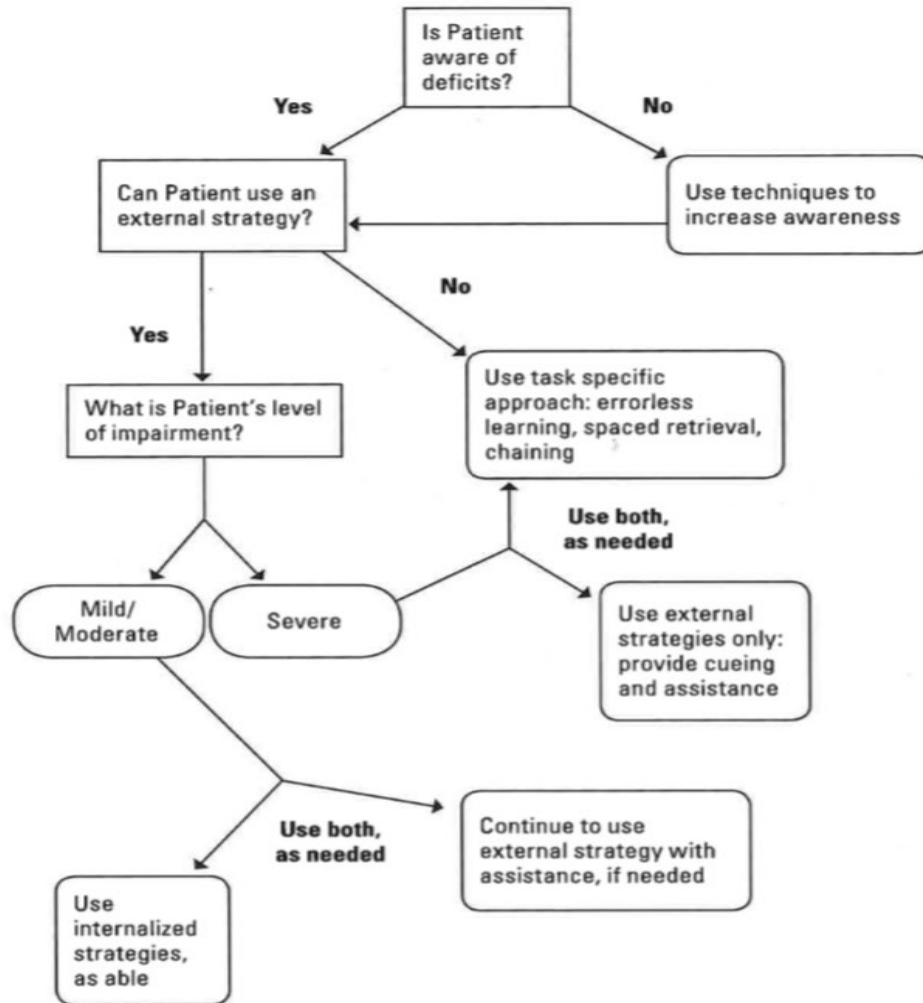 Is Patient
aware of
deficits?
Yes
No
Can Patient use an
external strategy?
Use techniques to
increase awareness
No
Yes
Use task specific
approach: errorless
learning, spaced retrieval,
chaining
What is Patient's level
of impairment?
Use both,
as needed
Mild/
Moderate
Severe
Use external
strategies only:
provide cueing
and assistance
Use both,
as needed
Continue to use
external strategy with
assistance, if needed
Use
internalized
strategies,
as able